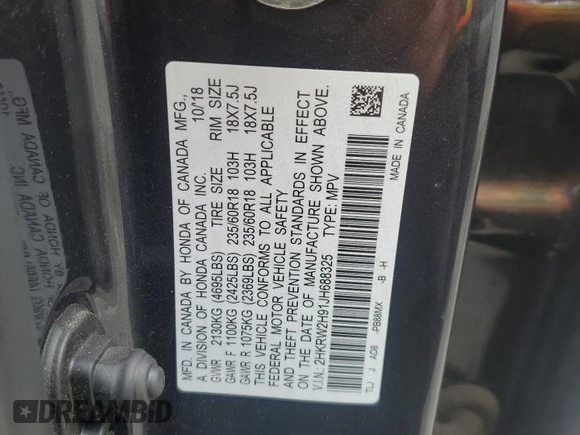 MFD. IN CANADA BY HONDA OF CANADA MFG.,
A DIVISION OF HONDA CANADA INC. 10/18
GVWR 2130KG (4695LBS) TIRE SIZE RIM SIZE
GAWR F 1100KG (2425LBS) 235/60R18 103H 18X7.5J
GAWR R 1075KG (2369LBS) 235/60R18 103H 18X7.5J
THIS VEHICLE CONFORMS TO ALL APPLICABLE
FEDERAL MOTOR VEHICLE SAFETY
AND THEFT PREVENTION STANDARDS IN EFFECT
ON THE DATE OF MANUFACTURE SHOWN ABOVE.
V.I.N.: 2HKRW2H91JH688325 TYPE: MPV
TLJ J AD8 -PB88MX -B -H MADE IN CANADA
DREAMBID